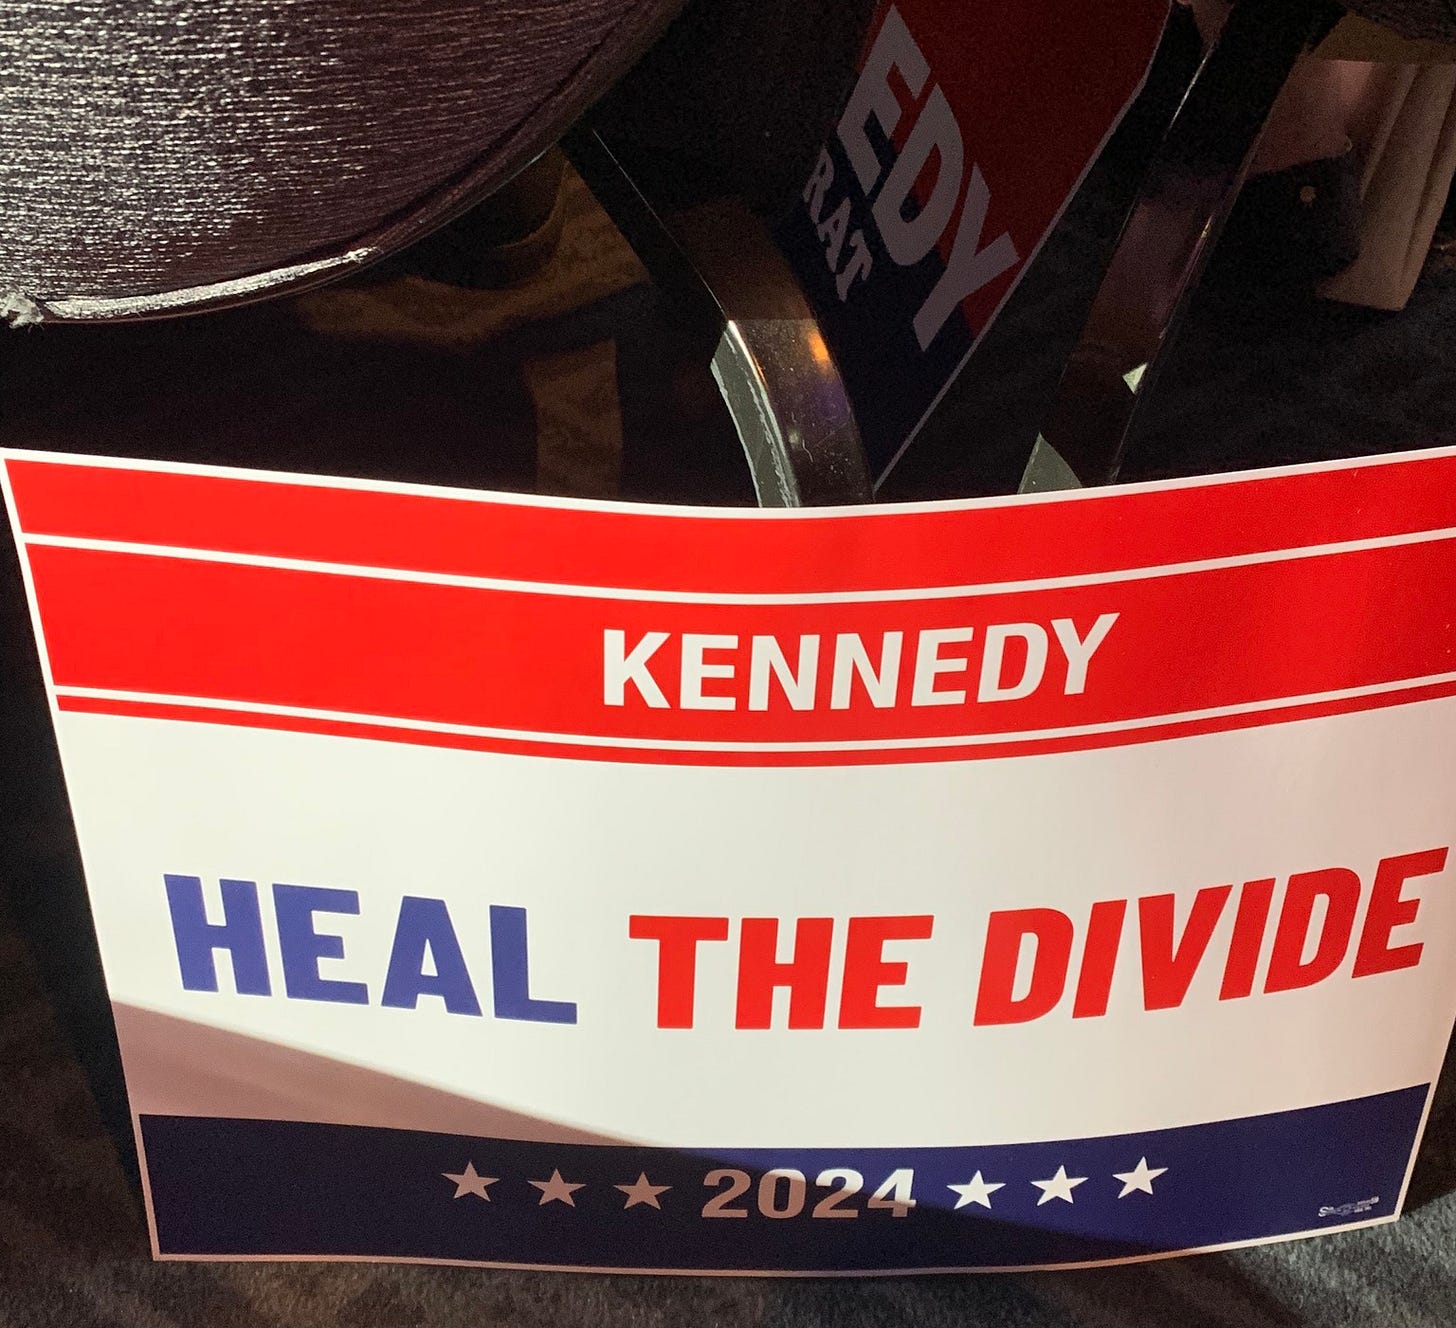 EDY
RAT
KENNEDY
HEAL THE DIVIDE
★ ★ ★ 2024 ★ ★ ★